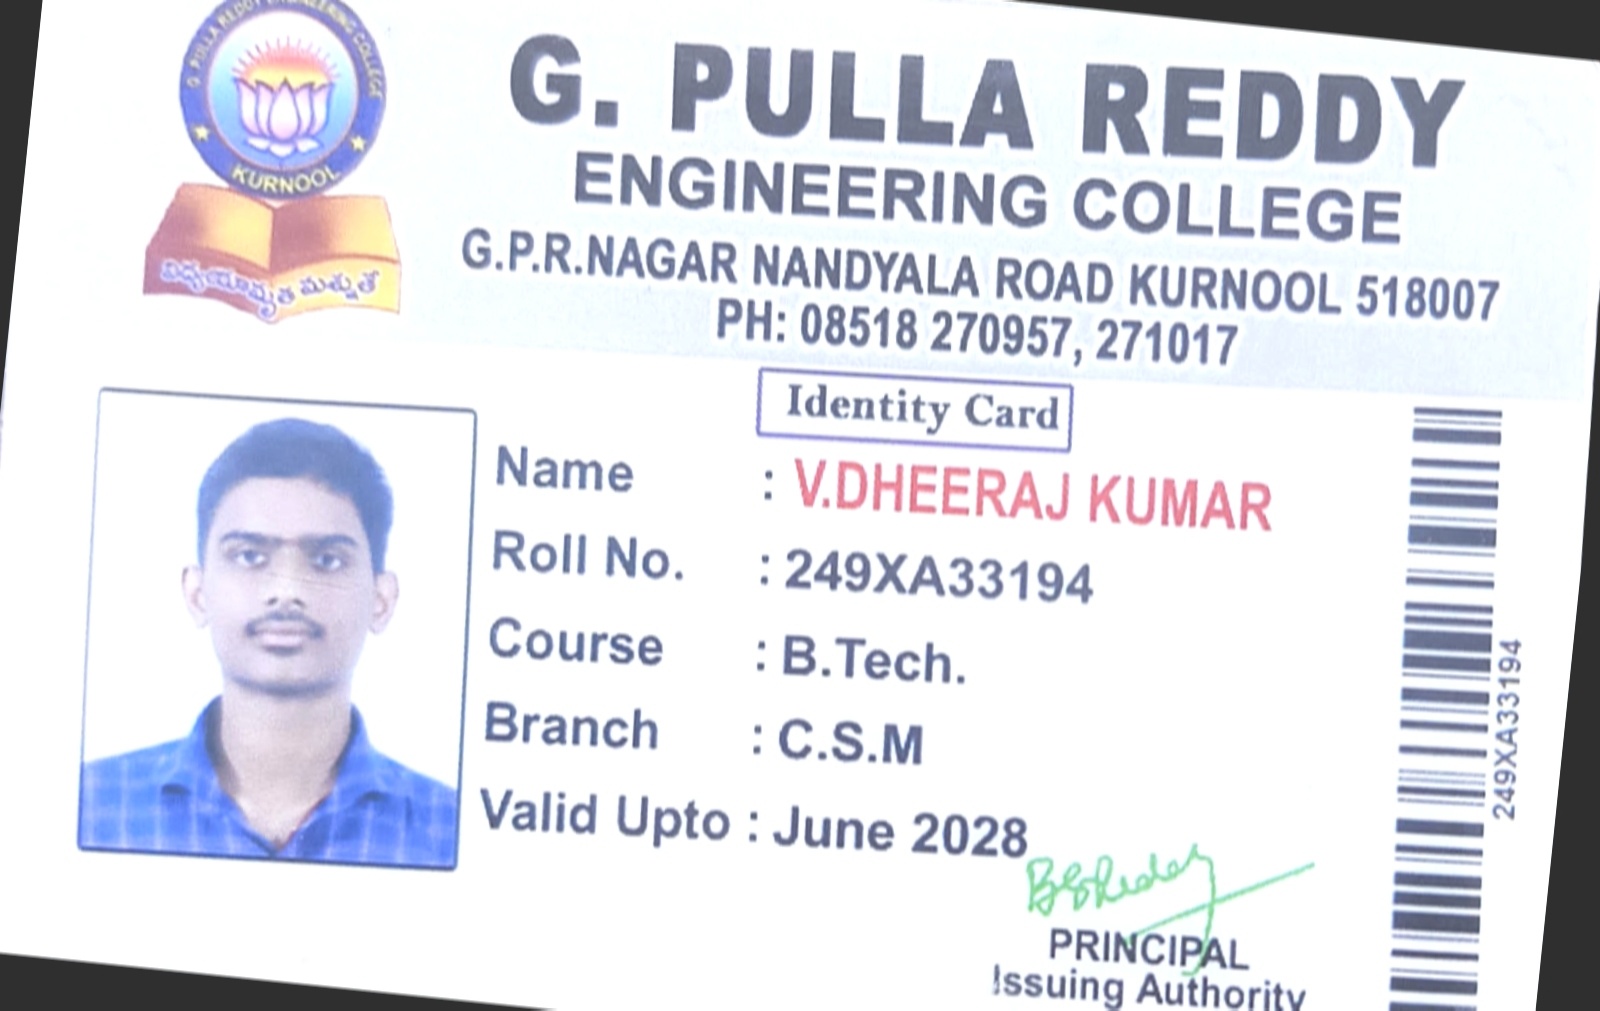 G. PULLA REDDY ENGINEERING COLLEGE
KURNOOL
విద్యయామృత మశ్నుతే
G. PULLA REDDY
ENGINEERING COLLEGE
G.P.R.NAGAR NANDYALA ROAD KURNOOL 518007
PH: 08518 270957, 271017
Identity Card
Name : V.DHEERAJ KUMAR
Roll No. : 249XA33194
Course : B.Tech.
Branch : C.S.M
Valid Upto : June 2028
249XA33194
PRINCIPAL
Issuing Authority